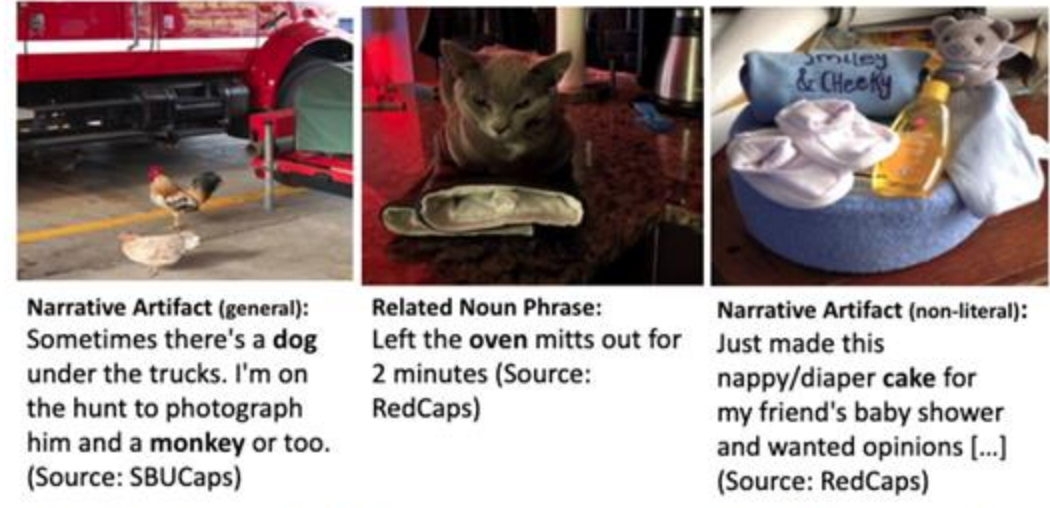 Smiley
& CHeeKy
Narrative Artifact (general):
Sometimes there's a dog
under the trucks. I'm on
the hunt to photograph
him and a monkey or too.
(Source: SBUCaps)
Related Noun Phrase:
Left the oven mitts out for
2 minutes (Source:
RedCaps)
Narrative Artifact (non-literal):
Just made this
nappy/diaper cake for
my friend's baby shower
and wanted opinions [...]
(Source: RedCaps)